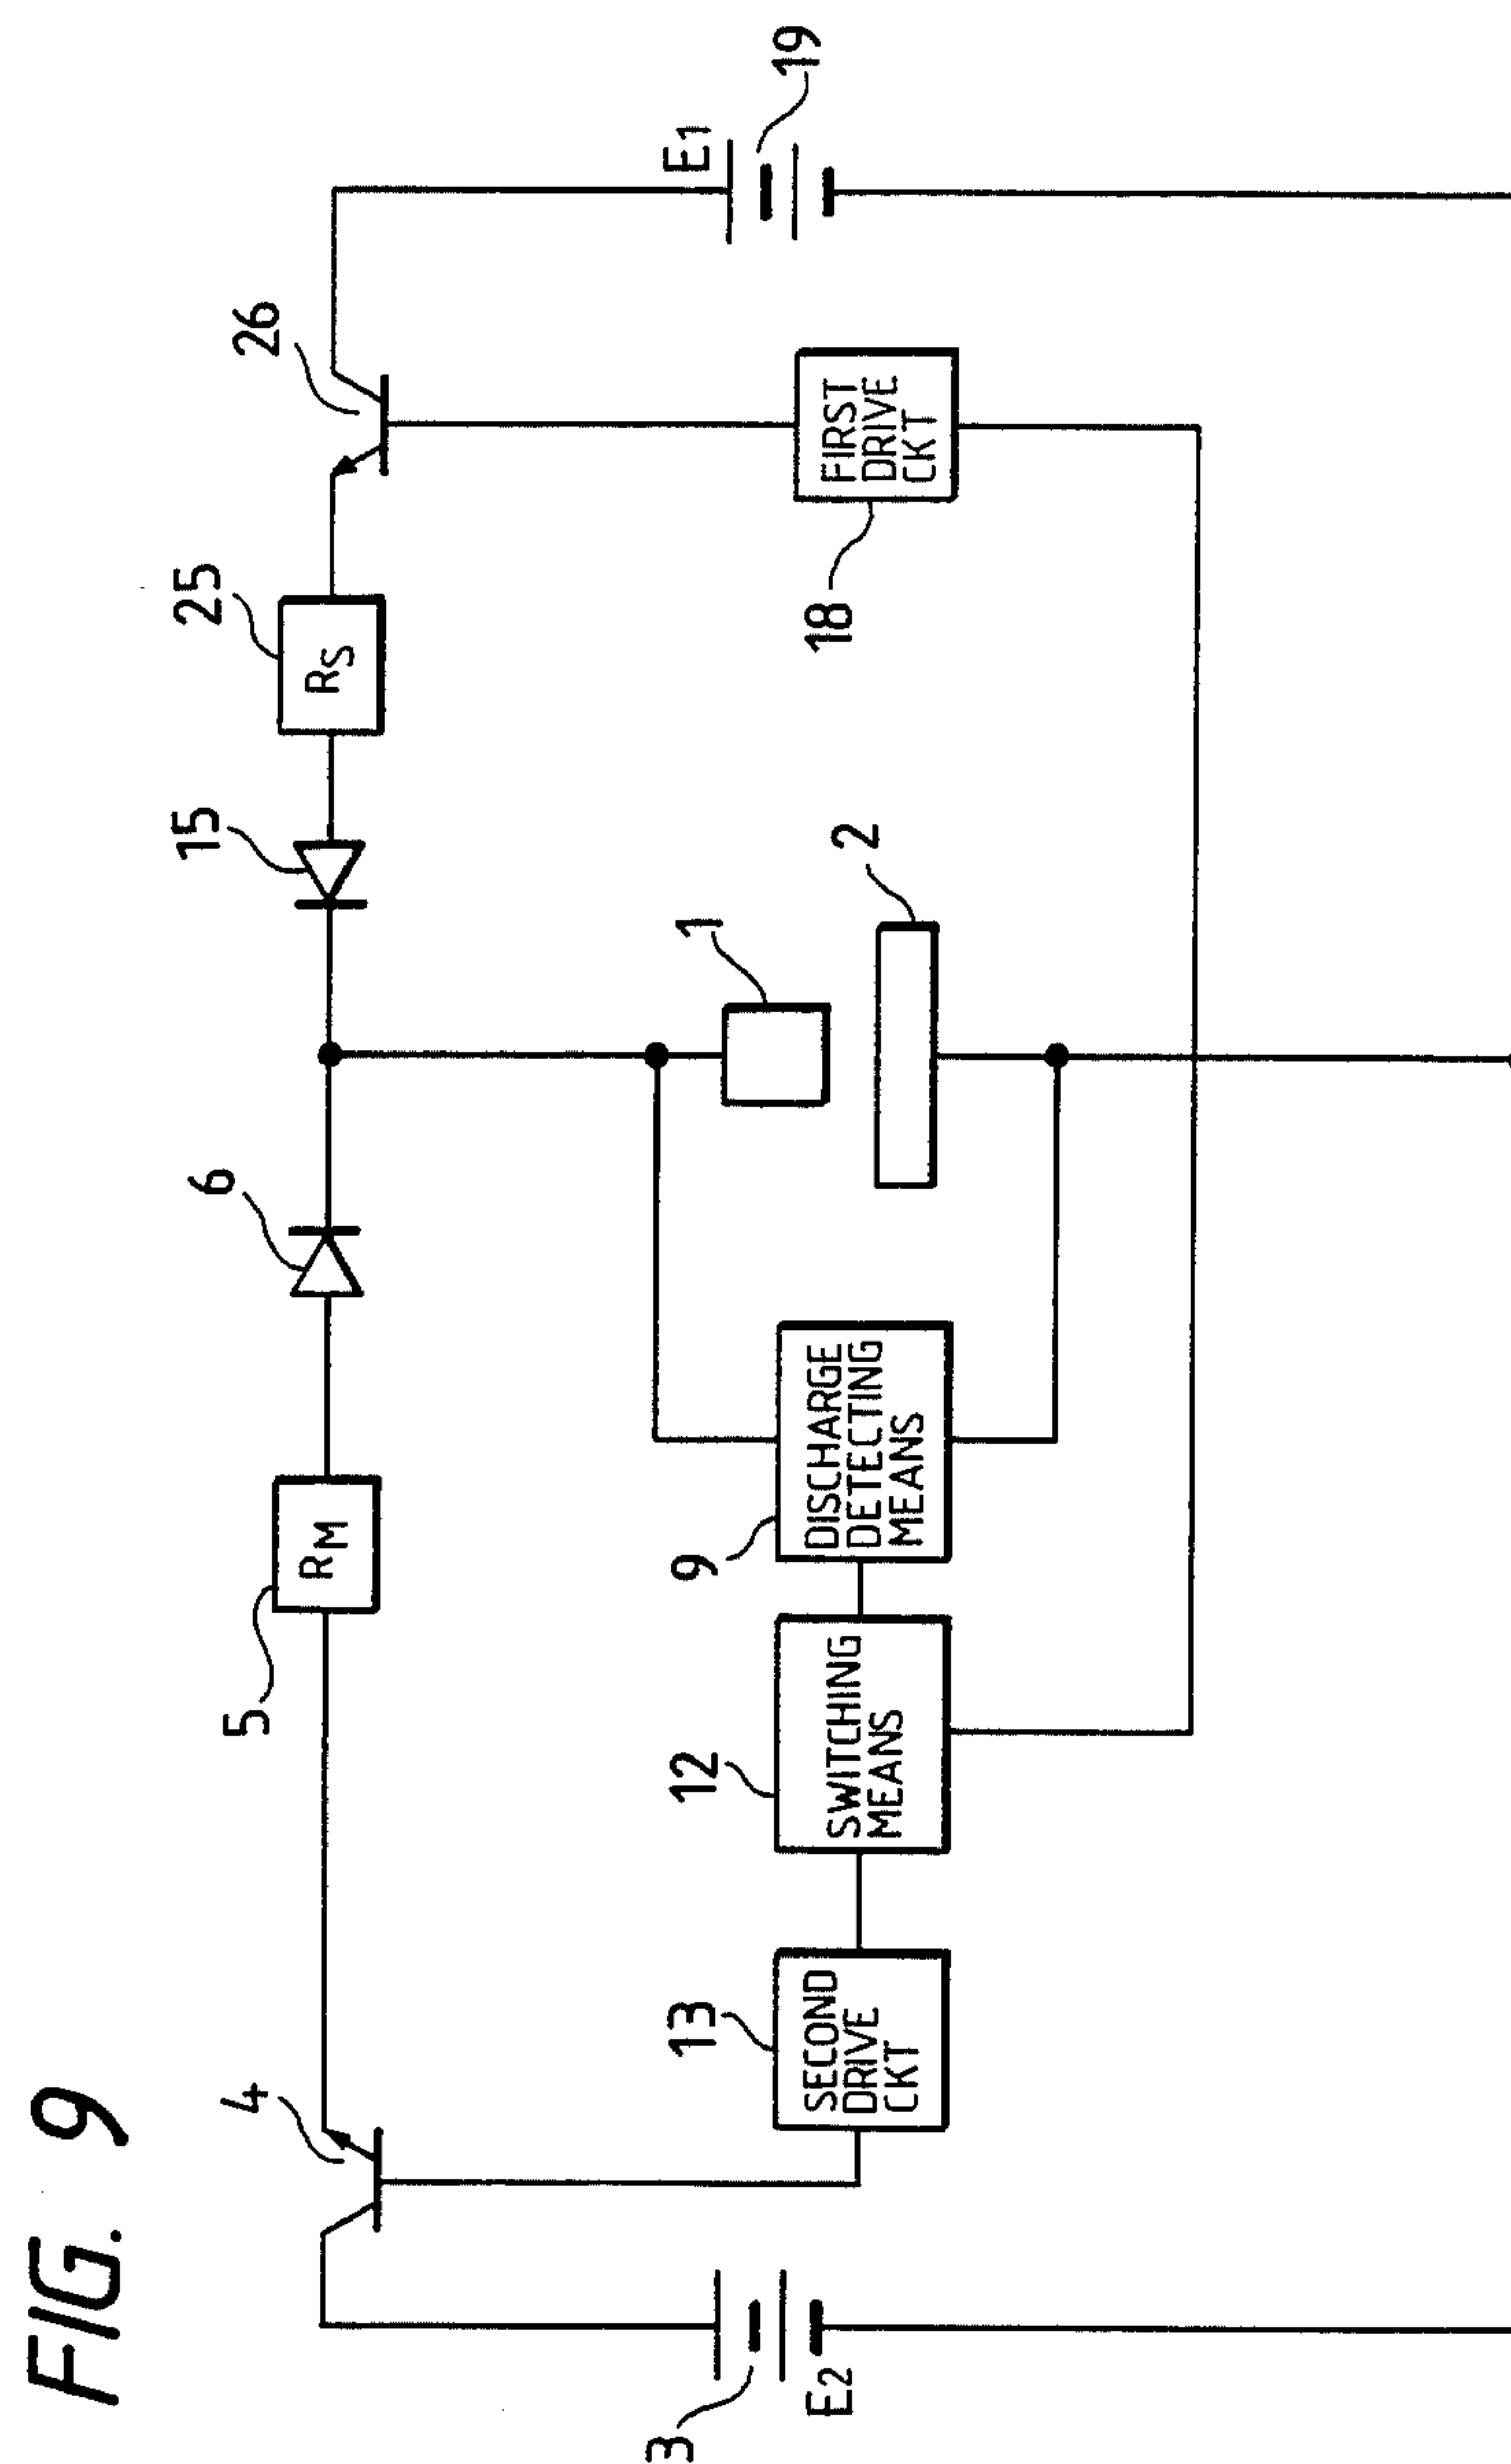 FIG. 9
4
5
RM
6
15
25
RS
26
E1
19
3
E2
13
SECOND
DRIVE
CKT
12
SWITCHING
MEANS
9
DISCHARGE
DETECTING
MEANS
1
2
18
FIRST
DRIVE
CKT